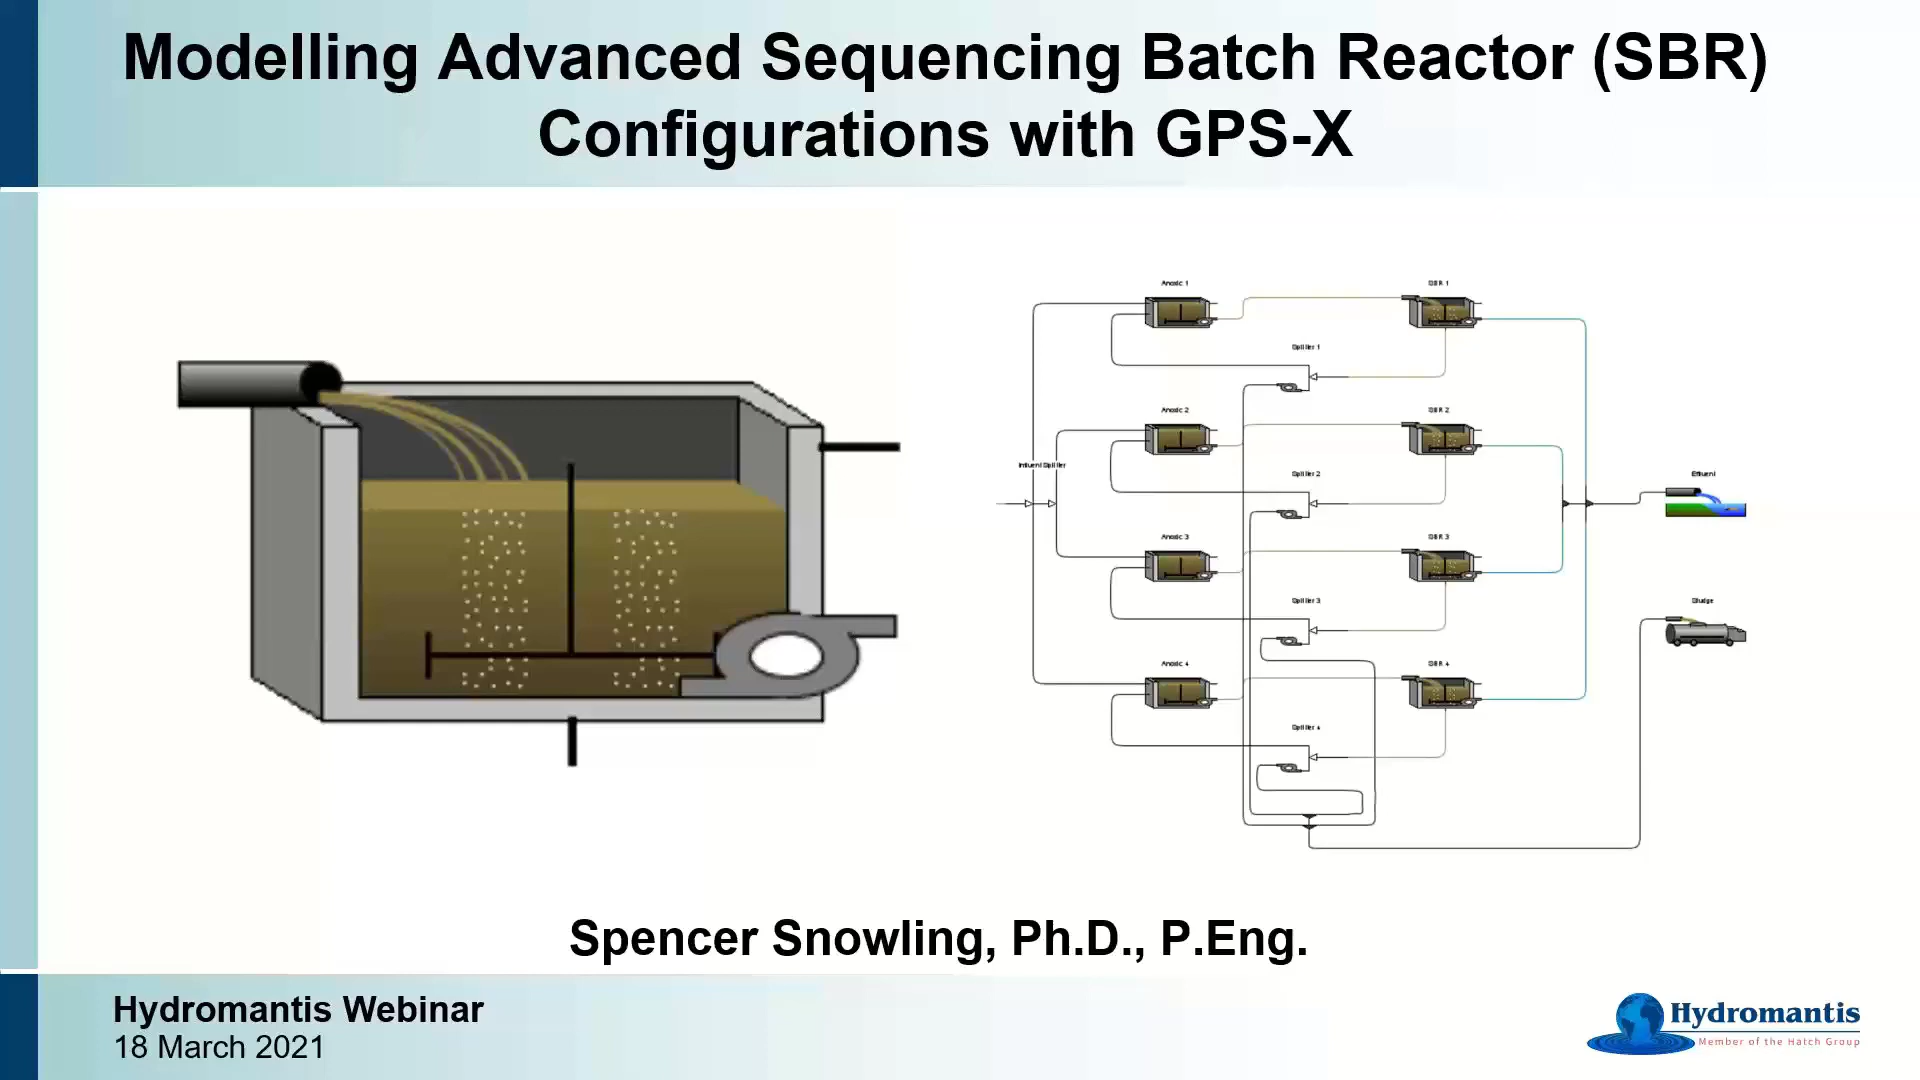 Modelling Advanced Sequencing Batch Reactor (SBR)
Configurations with GPS-X
Anoxic 1
SBR 1
Splitter 1
Anoxic 2
SBR 2
Influent Splitter
Splitter 2
Effluent
Anoxic 3
SBR 3
Splitter 3
Sludge
Anoxic 4
SBR 4
Splitter 4
Spencer Snowling, Ph.D., P.Eng.
Hydromantis Webinar
18 March 2021
Hydromantis
Member of the Hatch Group